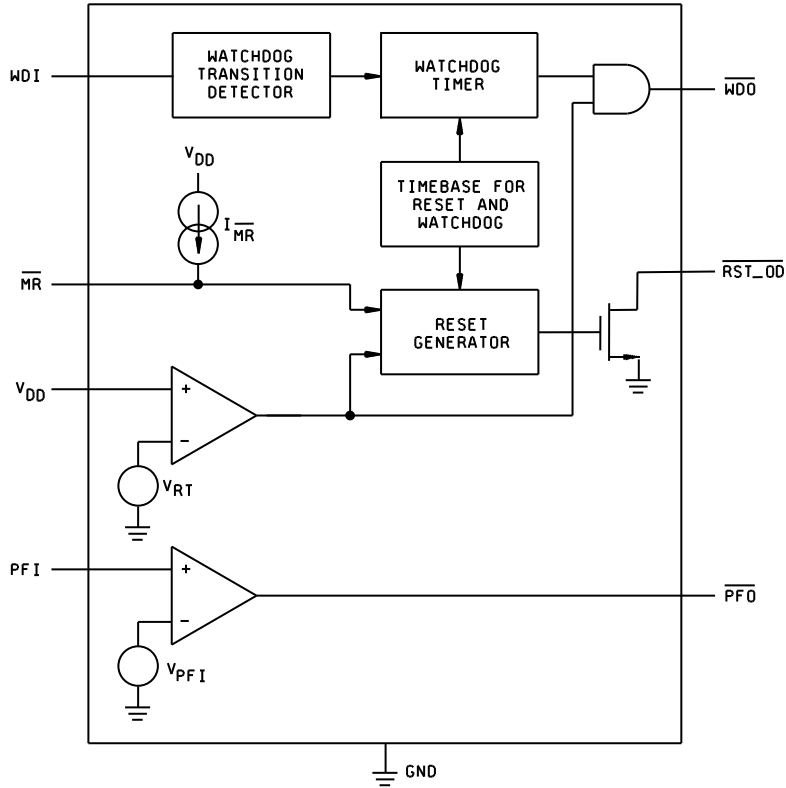 WDI
WATCHDOG
TRANSITION
DETECTOR
WATCHDOG
TIMER
WDO
VDD
IMR
TIMEBASE FOR
RESET AND
WATCHDOG
MR
RST_OD
RESET
GENERATOR
VDD
+
−
VRT
PFI
+
−
PFO
VPFI
GND